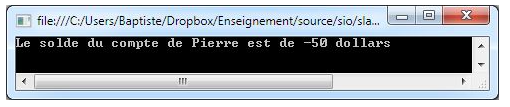 file:///C:/Users/Baptiste/Dropbox/Enseignement/source/sio/sla...
Le solde du compte de Pierre est de -50 dollars